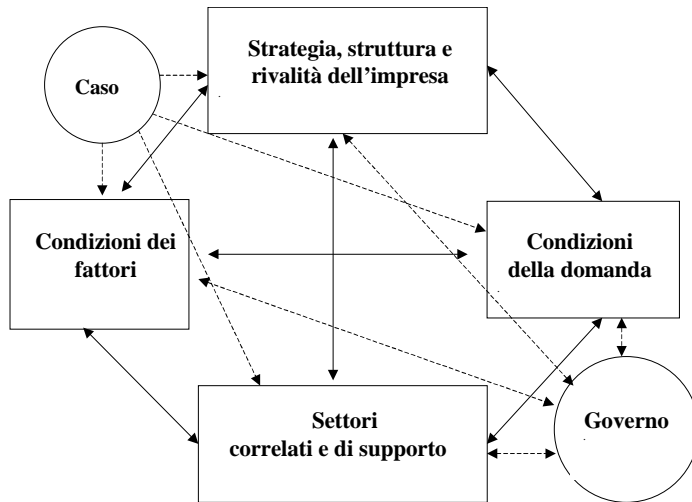 Strategia, struttura e
rivalità dell'impresa
Caso
Condizioni dei
fattori
Condizioni
della domanda
Settori
correlati e di supporto
Governo